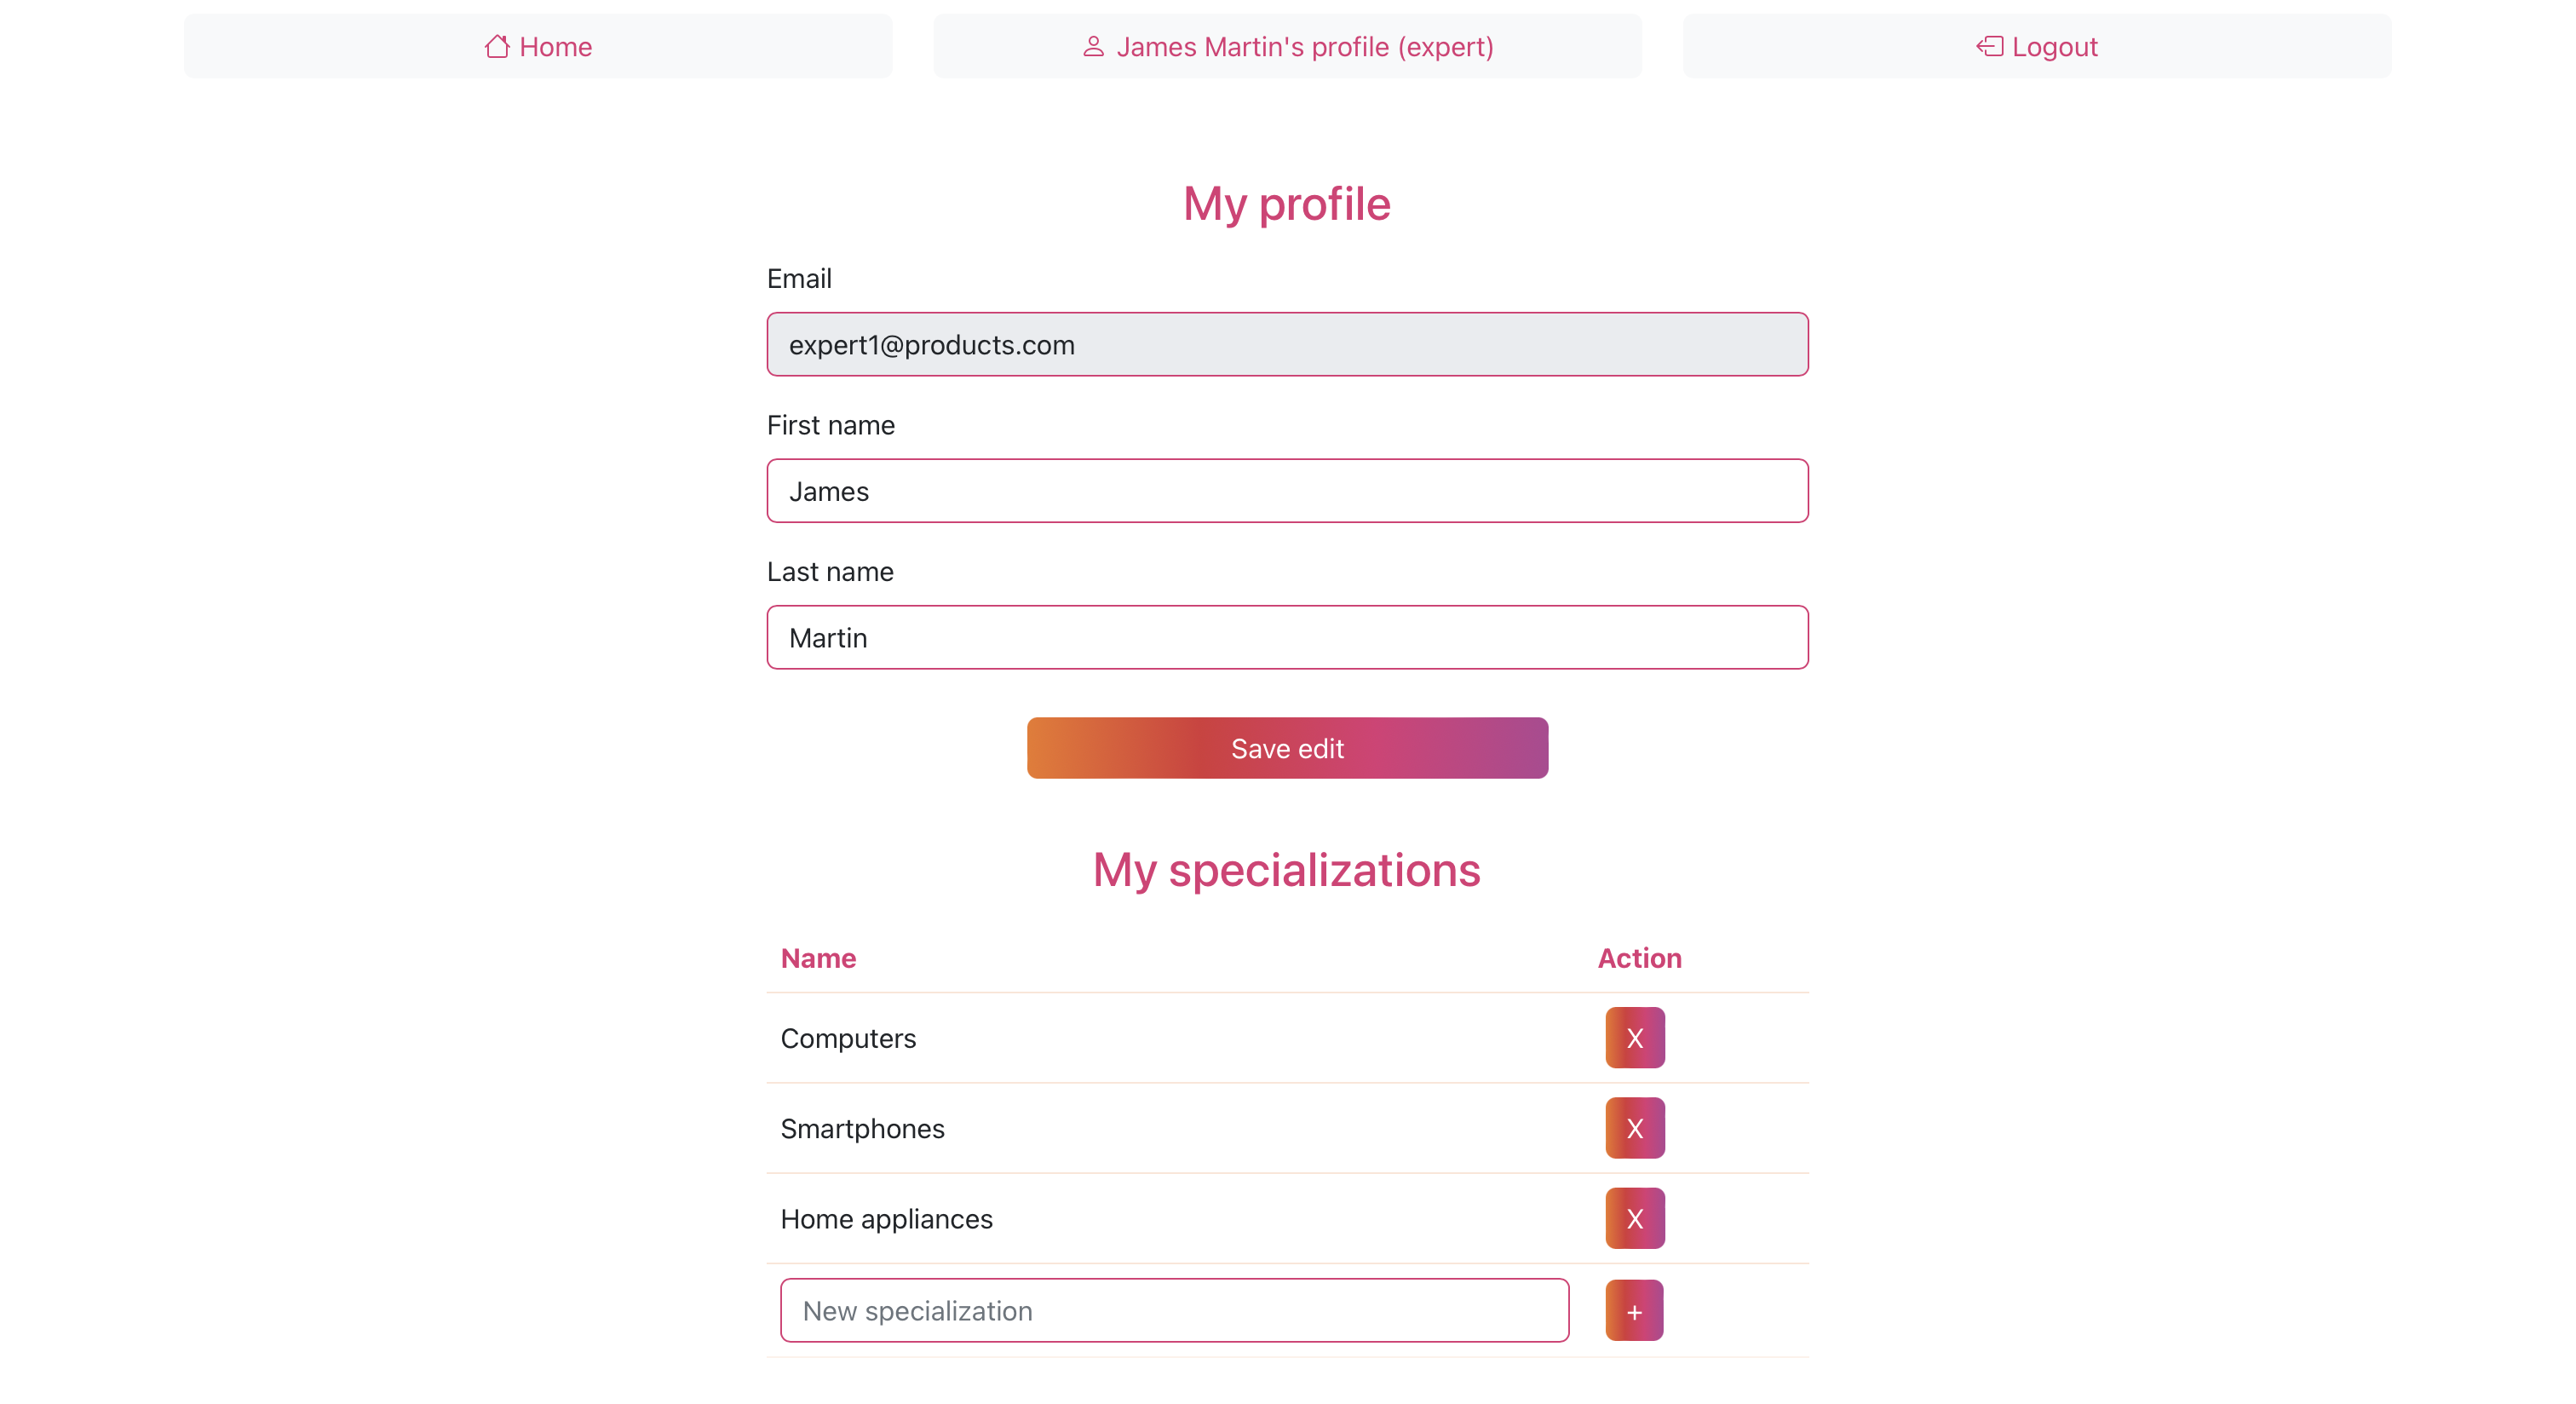 Home
James Martin's profile (expert)
Logout
My profile
Email
expert1@products.com
First name
James
Last name
Martin
Save edit
My specializations
Name Action
Computers X
Smartphones X
Home appliances X
New specialization +